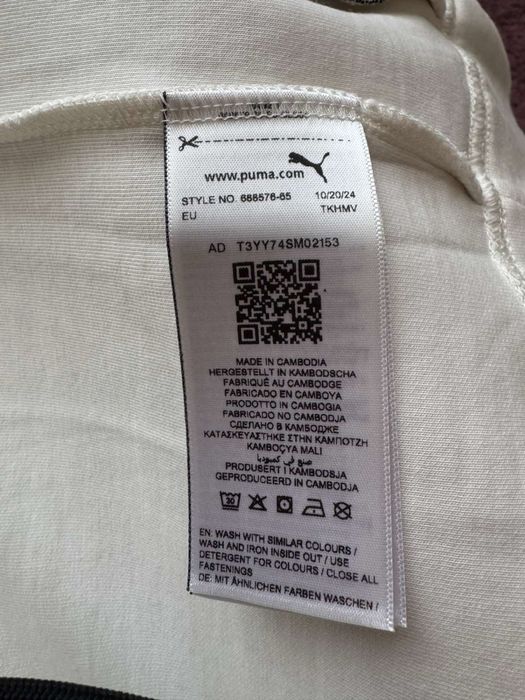 www.puma.com
STYLE NO. 688576-65 10/20/24
EU TKHMV
AD T3YY74SM02153
MADE IN CAMBODIA
HERGESTELLT IN KAMBODSCHA
FABRIQUÉ AU CAMBODGE
FABRICADO EN CAMBOYA
PRODOTTO IN CAMBOGIA
FABRICADO NO CAMBODJA
СДЕЛАНО В КАМБОДЖЕ
ΚΑΤΑΣΚΕΥΑΣΤΗΚΕ ΣΤΗΝ ΚΑΜΠΟΤΖΗ
KAMBOÇYA MALI
صنع في كمبوديا
PRODUSERT I KAMBODSJA
GEPRODUCEERD IN CAMBODJA
30
EN: WASH WITH SIMILAR COLOURS /
WASH AND IRON INSIDE OUT / USE
DETERGENT FOR COLOURS / CLOSE ALL
FASTENINGS
DE: MIT ÄHNLICHEN FARBEN WASCHEN /